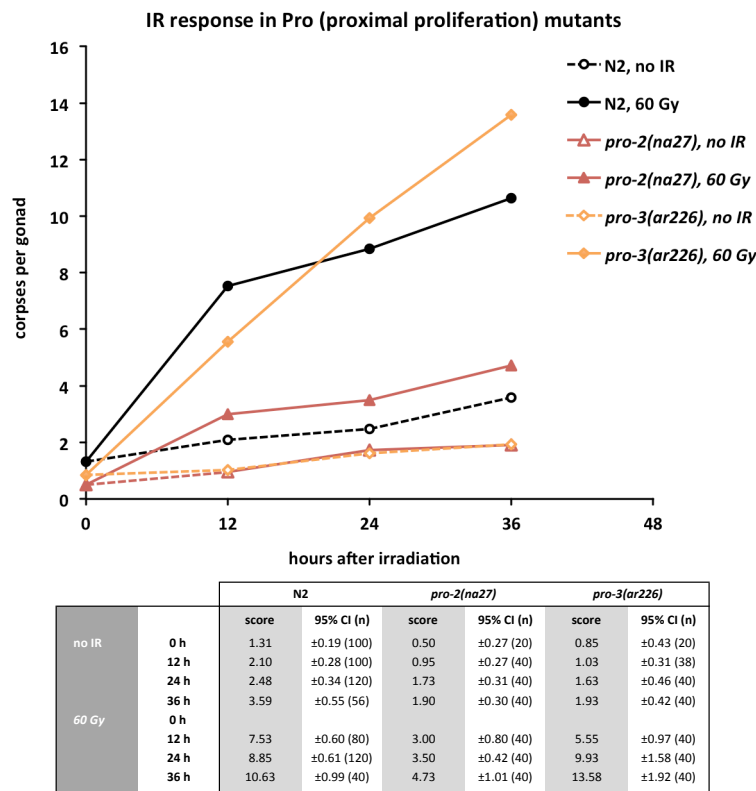 IR response in Pro (proximal proliferation) mutants
16
14
12
10
8
6
4
2
0
corpses per gonad
0 12 24 36 48
hours after irradiation
N2, no IR
N2, 60 Gy
pro-2(na27), no IR
pro-2(na27), 60 Gy
pro-3(ar226), no IR
pro-3(ar226), 60 Gy
N2 pro-2(na27) pro-3(ar226)
score 95% CI (n) score 95% CI (n) score 95% CI (n)
no IR 0 h 1.31 ±0.19 (100) 0.50 ±0.27 (20) 0.85 ±0.43 (20)
12 h 2.10 ±0.28 (100) 0.95 ±0.27 (40) 1.03 ±0.31 (38)
24 h 2.48 ±0.34 (120) 1.73 ±0.31 (40) 1.63 ±0.46 (40)
36 h 3.59 ±0.55 (56) 1.90 ±0.30 (40) 1.93 ±0.42 (40)
60 Gy 0 h
12 h 7.53 ±0.60 (80) 3.00 ±0.80 (40) 5.55 ±0.97 (40)
24 h 8.85 ±0.61 (120) 3.50 ±0.42 (40) 9.93 ±1.58 (40)
36 h 10.63 ±0.99 (40) 4.73 ±1.01 (40) 13.58 ±1.92 (40)